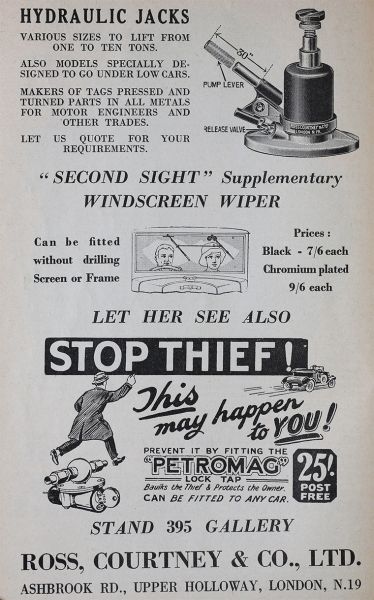 HYDRAULIC JACKS
VARIOUS SIZES TO LIFT FROM
ONE TO TEN TONS.
ALSO MODELS SPECIALLY DE-
SIGNED TO GO UNDER LOW CARS.
MAKERS OF TAGS PRESSED AND
TURNED PARTS IN ALL METALS
FOR MOTOR ENGINEERS AND
OTHER TRADES.
LET US QUOTE FOR YOUR
REQUIREMENTS.
30"
PUMP LEVER
RELEASE VALVE
"SECOND SIGHT" Supplementary
WINDSCREEN WIPER
Can be fitted
without drilling
Screen or Frame
Prices :
Black - 7/6 each
Chromium plated
9/6 each
LET HER SEE ALSO
STOP THIEF!
This
may happen
to YOU!
PREVENT IT BY FITTING THE
"PETROMAG"
LOCK TAP
Baulks the Thief & Protects the Owner.
CAN BE FITTED TO ANY CAR.
25/-
POST
FREE
STAND 395 GALLERY
ROSS, COURTNEY & CO., LTD.
ASHBROOK RD., UPPER HOLLOWAY, LONDON, N.19